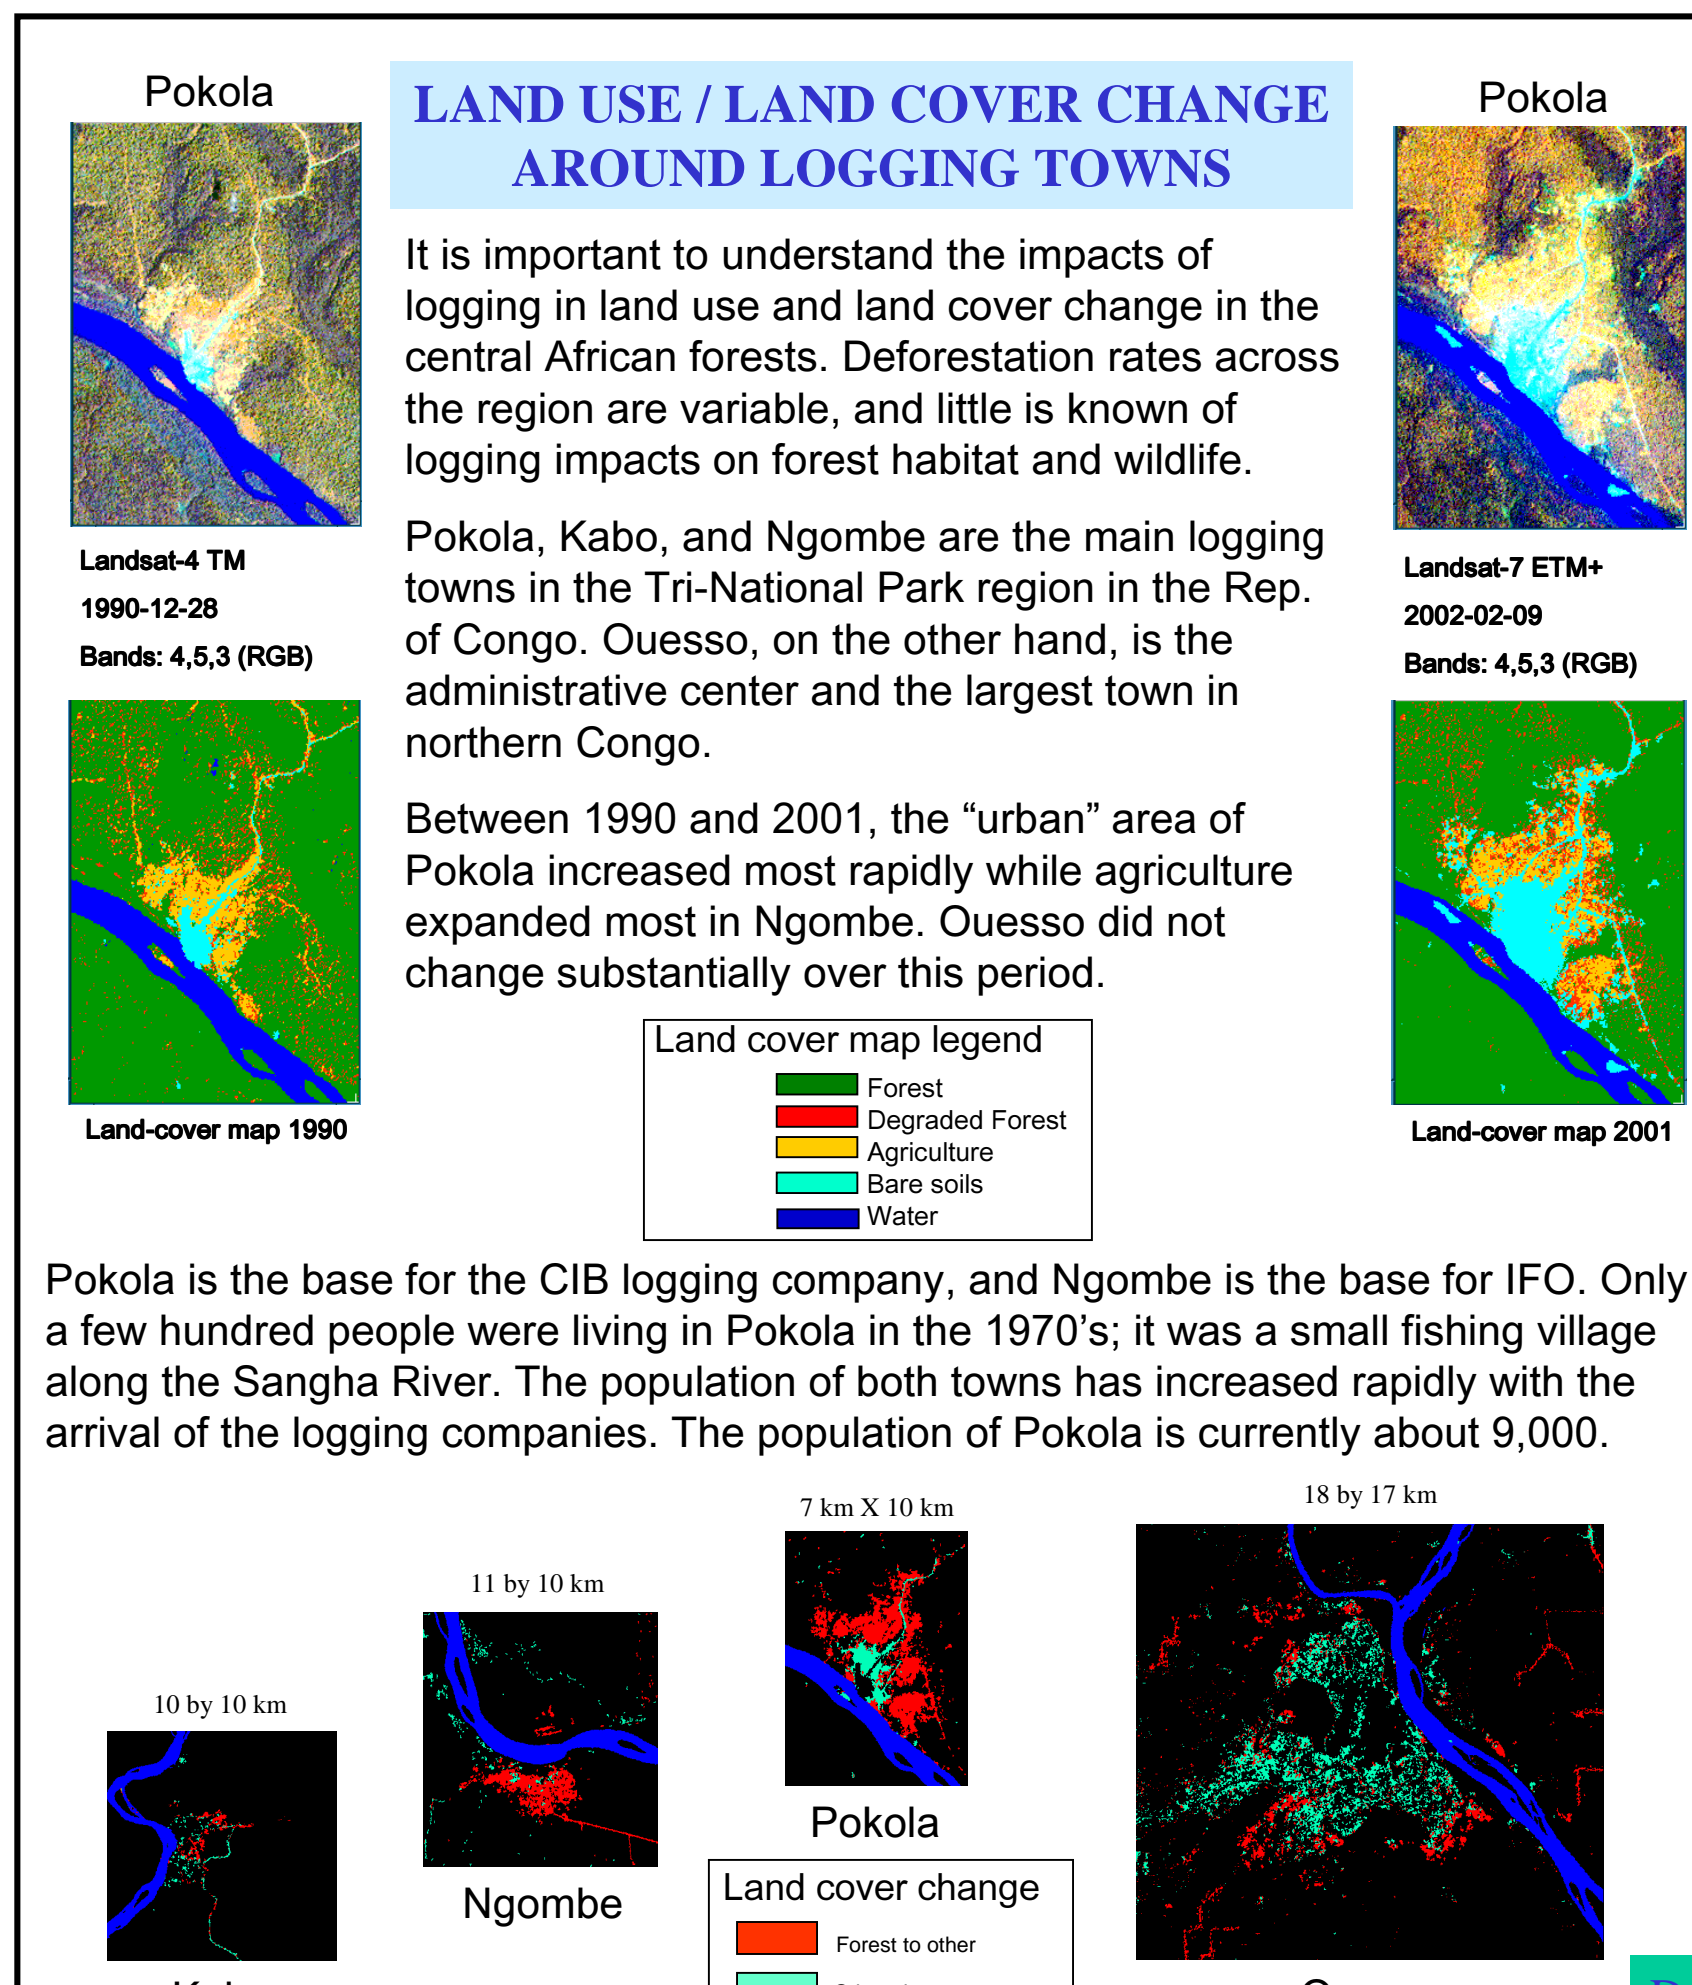 Pokola
LAND USE / LAND COVER CHANGE
AROUND LOGGING TOWNS
Pokola
It is important to understand the impacts of
logging in land use and land cover change in the
central African forests. Deforestation rates across
the region are variable, and little is known of
logging impacts on forest habitat and wildlife.
Landsat-4 TM
1990-12-28
Bands: 4,5,3 (RGB)
Pokola, Kabo, and Ngombe are the main logging
towns in the Tri-National Park region in the Rep.
of Congo. Ouesso, on the other hand, is the
administrative center and the largest town in
northern Congo.
Landsat-7 ETM+
2002-02-09
Bands: 4,5,3 (RGB)
Between 1990 and 2001, the “urban” area of
Pokola increased most rapidly while agriculture
expanded most in Ngombe. Ouesso did not
change substantially over this period.
Land-cover map 1990
Land cover map legend
Forest
Degraded Forest
Agriculture
Bare soils
Water
Land-cover map 2001
Pokola is the base for the CIB logging company, and Ngombe is the base for IFO. Only
a few hundred people were living in Pokola in the 1970’s; it was a small fishing village
along the Sangha River. The population of both towns has increased rapidly with the
arrival of the logging companies. The population of Pokola is currently about 9,000.
10 by 10 km
11 by 10 km
Ngombe
7 km X 10 km
Pokola
18 by 17 km
Land cover change
Forest to other